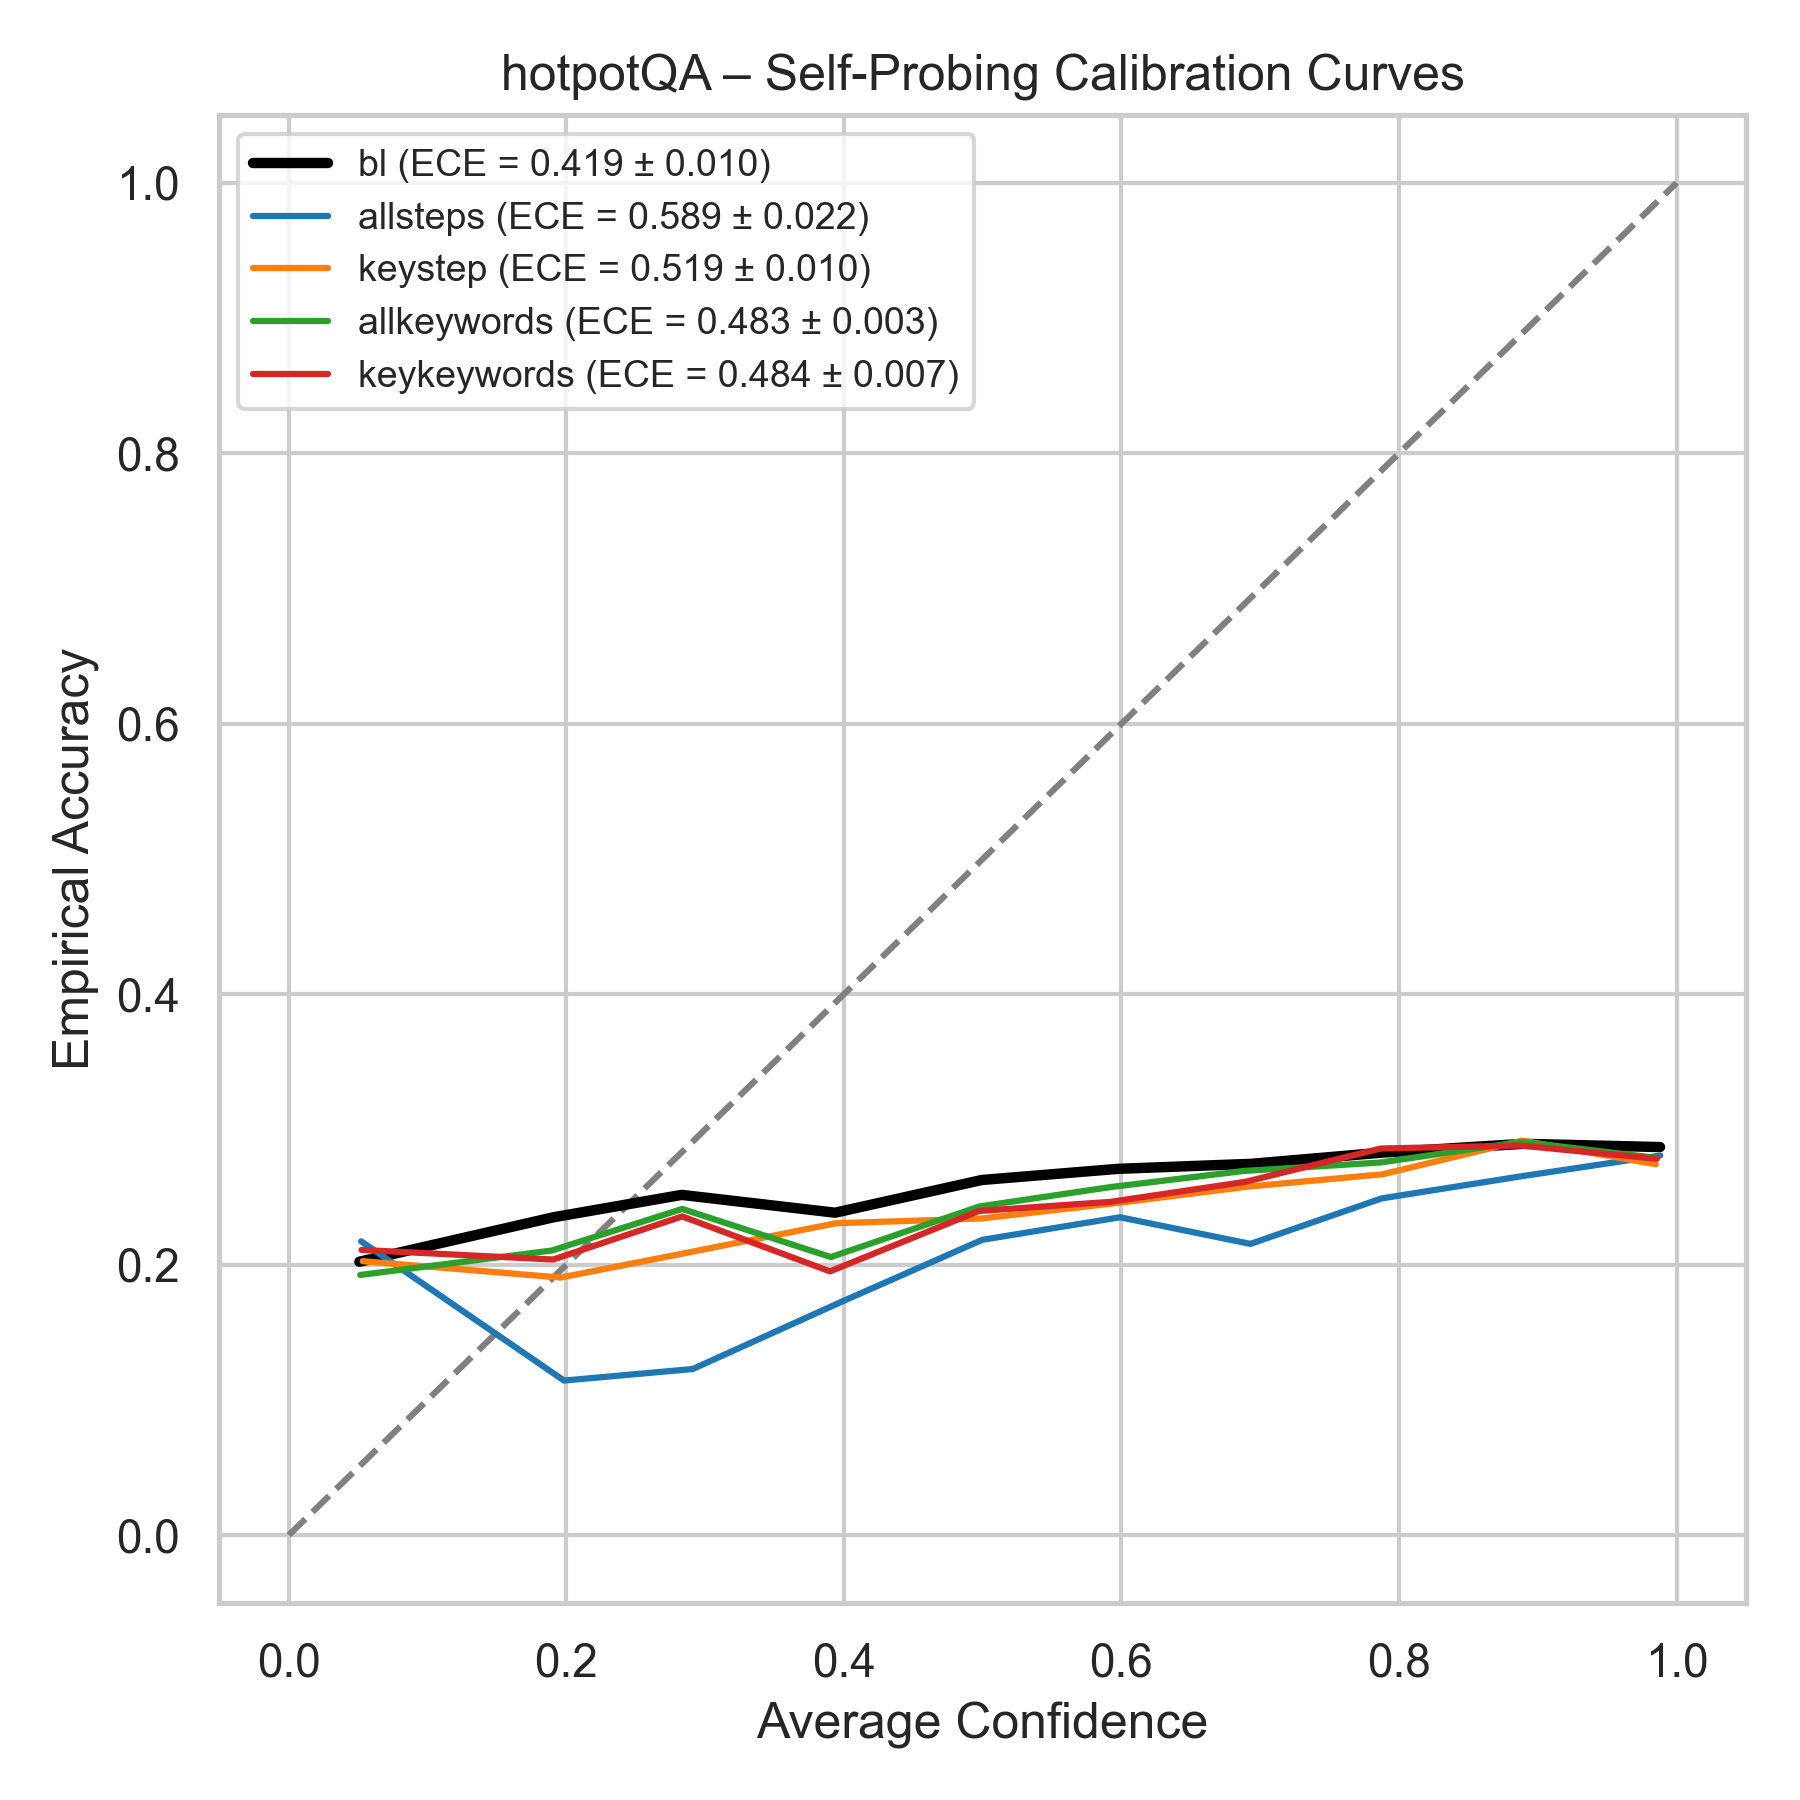 hotpotQA – Self-Probing Calibration Curves
bl (ECE = 0.419 ± 0.010)
allsteps (ECE = 0.589 ± 0.022)
keystep (ECE = 0.519 ± 0.010)
allkeywords (ECE = 0.483 ± 0.003)
keykeywords (ECE = 0.484 ± 0.007)
1.0
0.8
0.6
0.4
0.2
0.0
Empirical Accuracy
0.0 0.2 0.4 0.6 0.8 1.0
Average Confidence